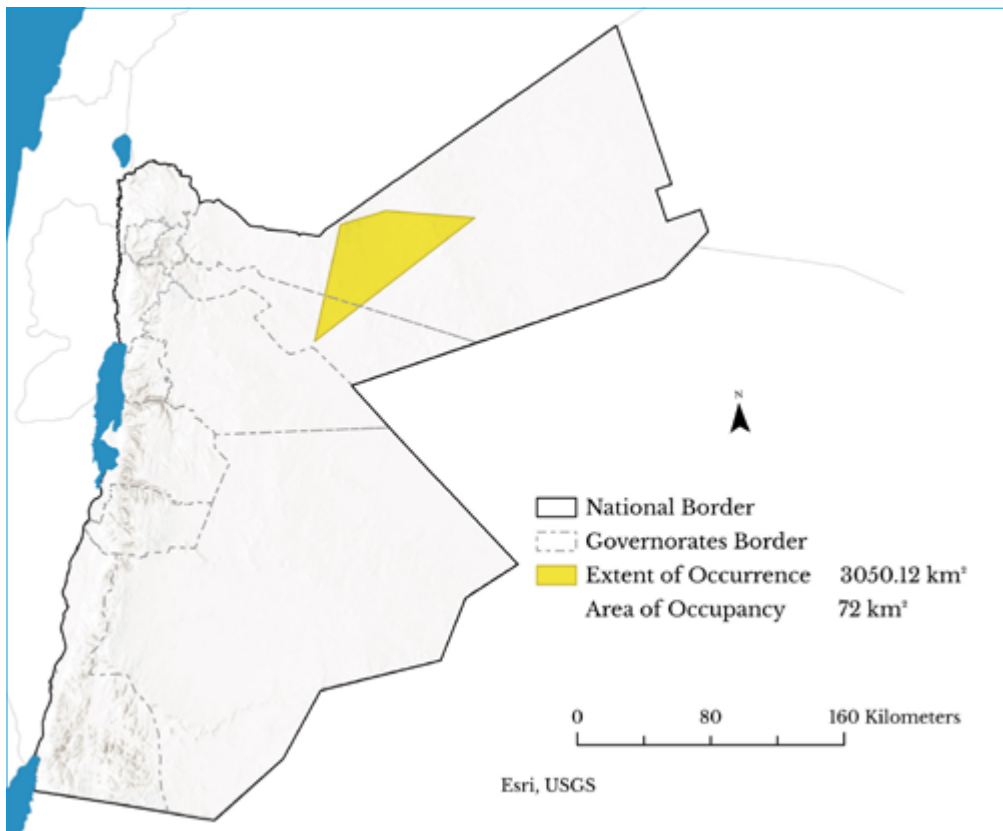 N
National Border
Governorates Border
Extent of Occurrence 3050.12 km²
Area of Occupancy 72 km²
0 80 160 Kilometers
Esri, USGS